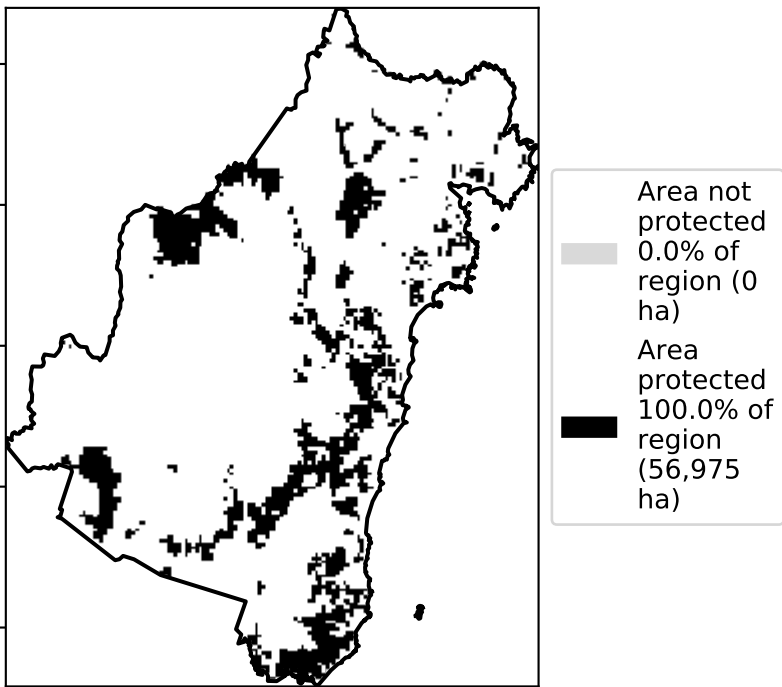 Area not
protected
0.0% of
region (0
ha)
Area
protected
100.0% of
region
(56,975
ha)